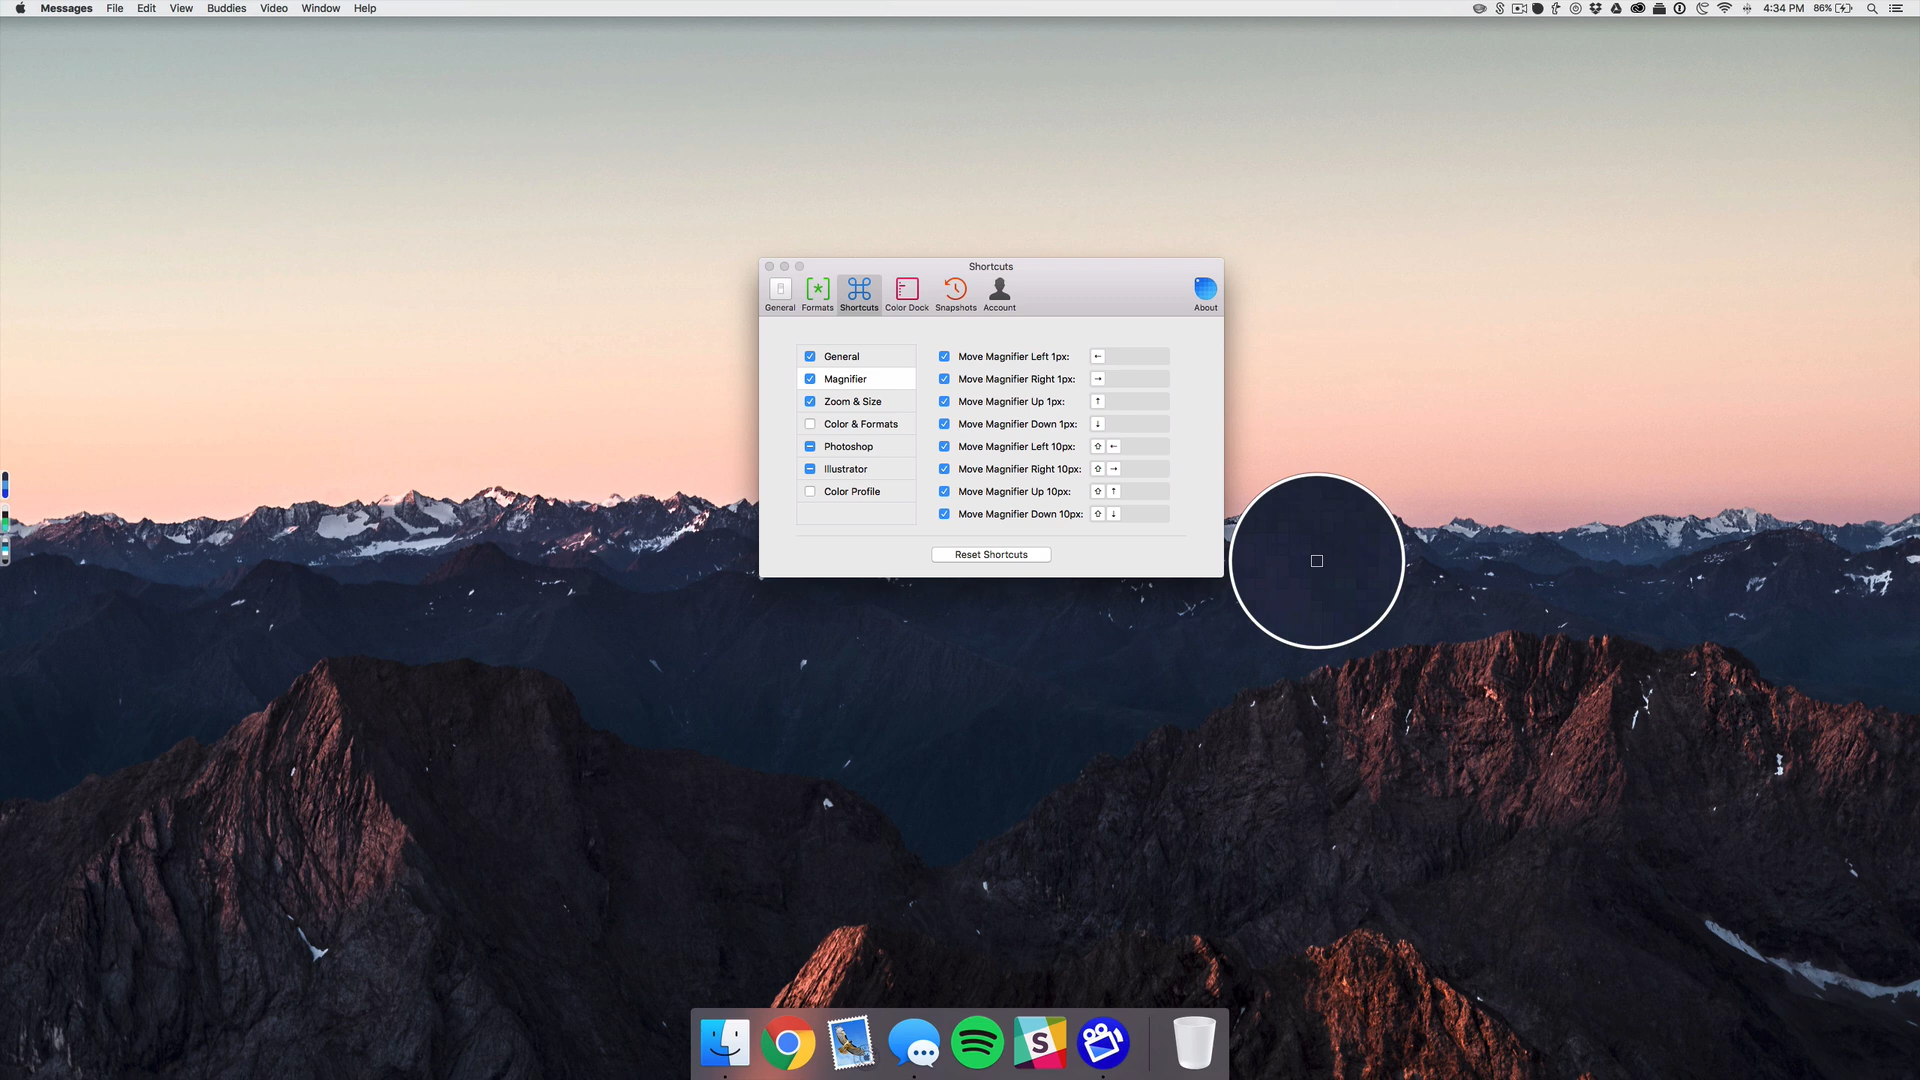 Messages File Edit View Buddies Video Window Help 4:34 PM 86%
Shortcuts
General Formats Shortcuts Color Dock Snapshots Account About
General
Magnifier
Zoom & Size
Color & Formats
Photoshop
Illustrator
Color Profile
Move Magnifier Left 1px: ←
Move Magnifier Right 1px: →
Move Magnifier Up 1px: ↑
Move Magnifier Down 1px: ↓
Move Magnifier Left 10px: ⇧ ←
Move Magnifier Right 10px: ⇧ →
Move Magnifier Up 10px: ⇧ ↑
Move Magnifier Down 10px: ⇧ ↓
Reset Shortcuts
S